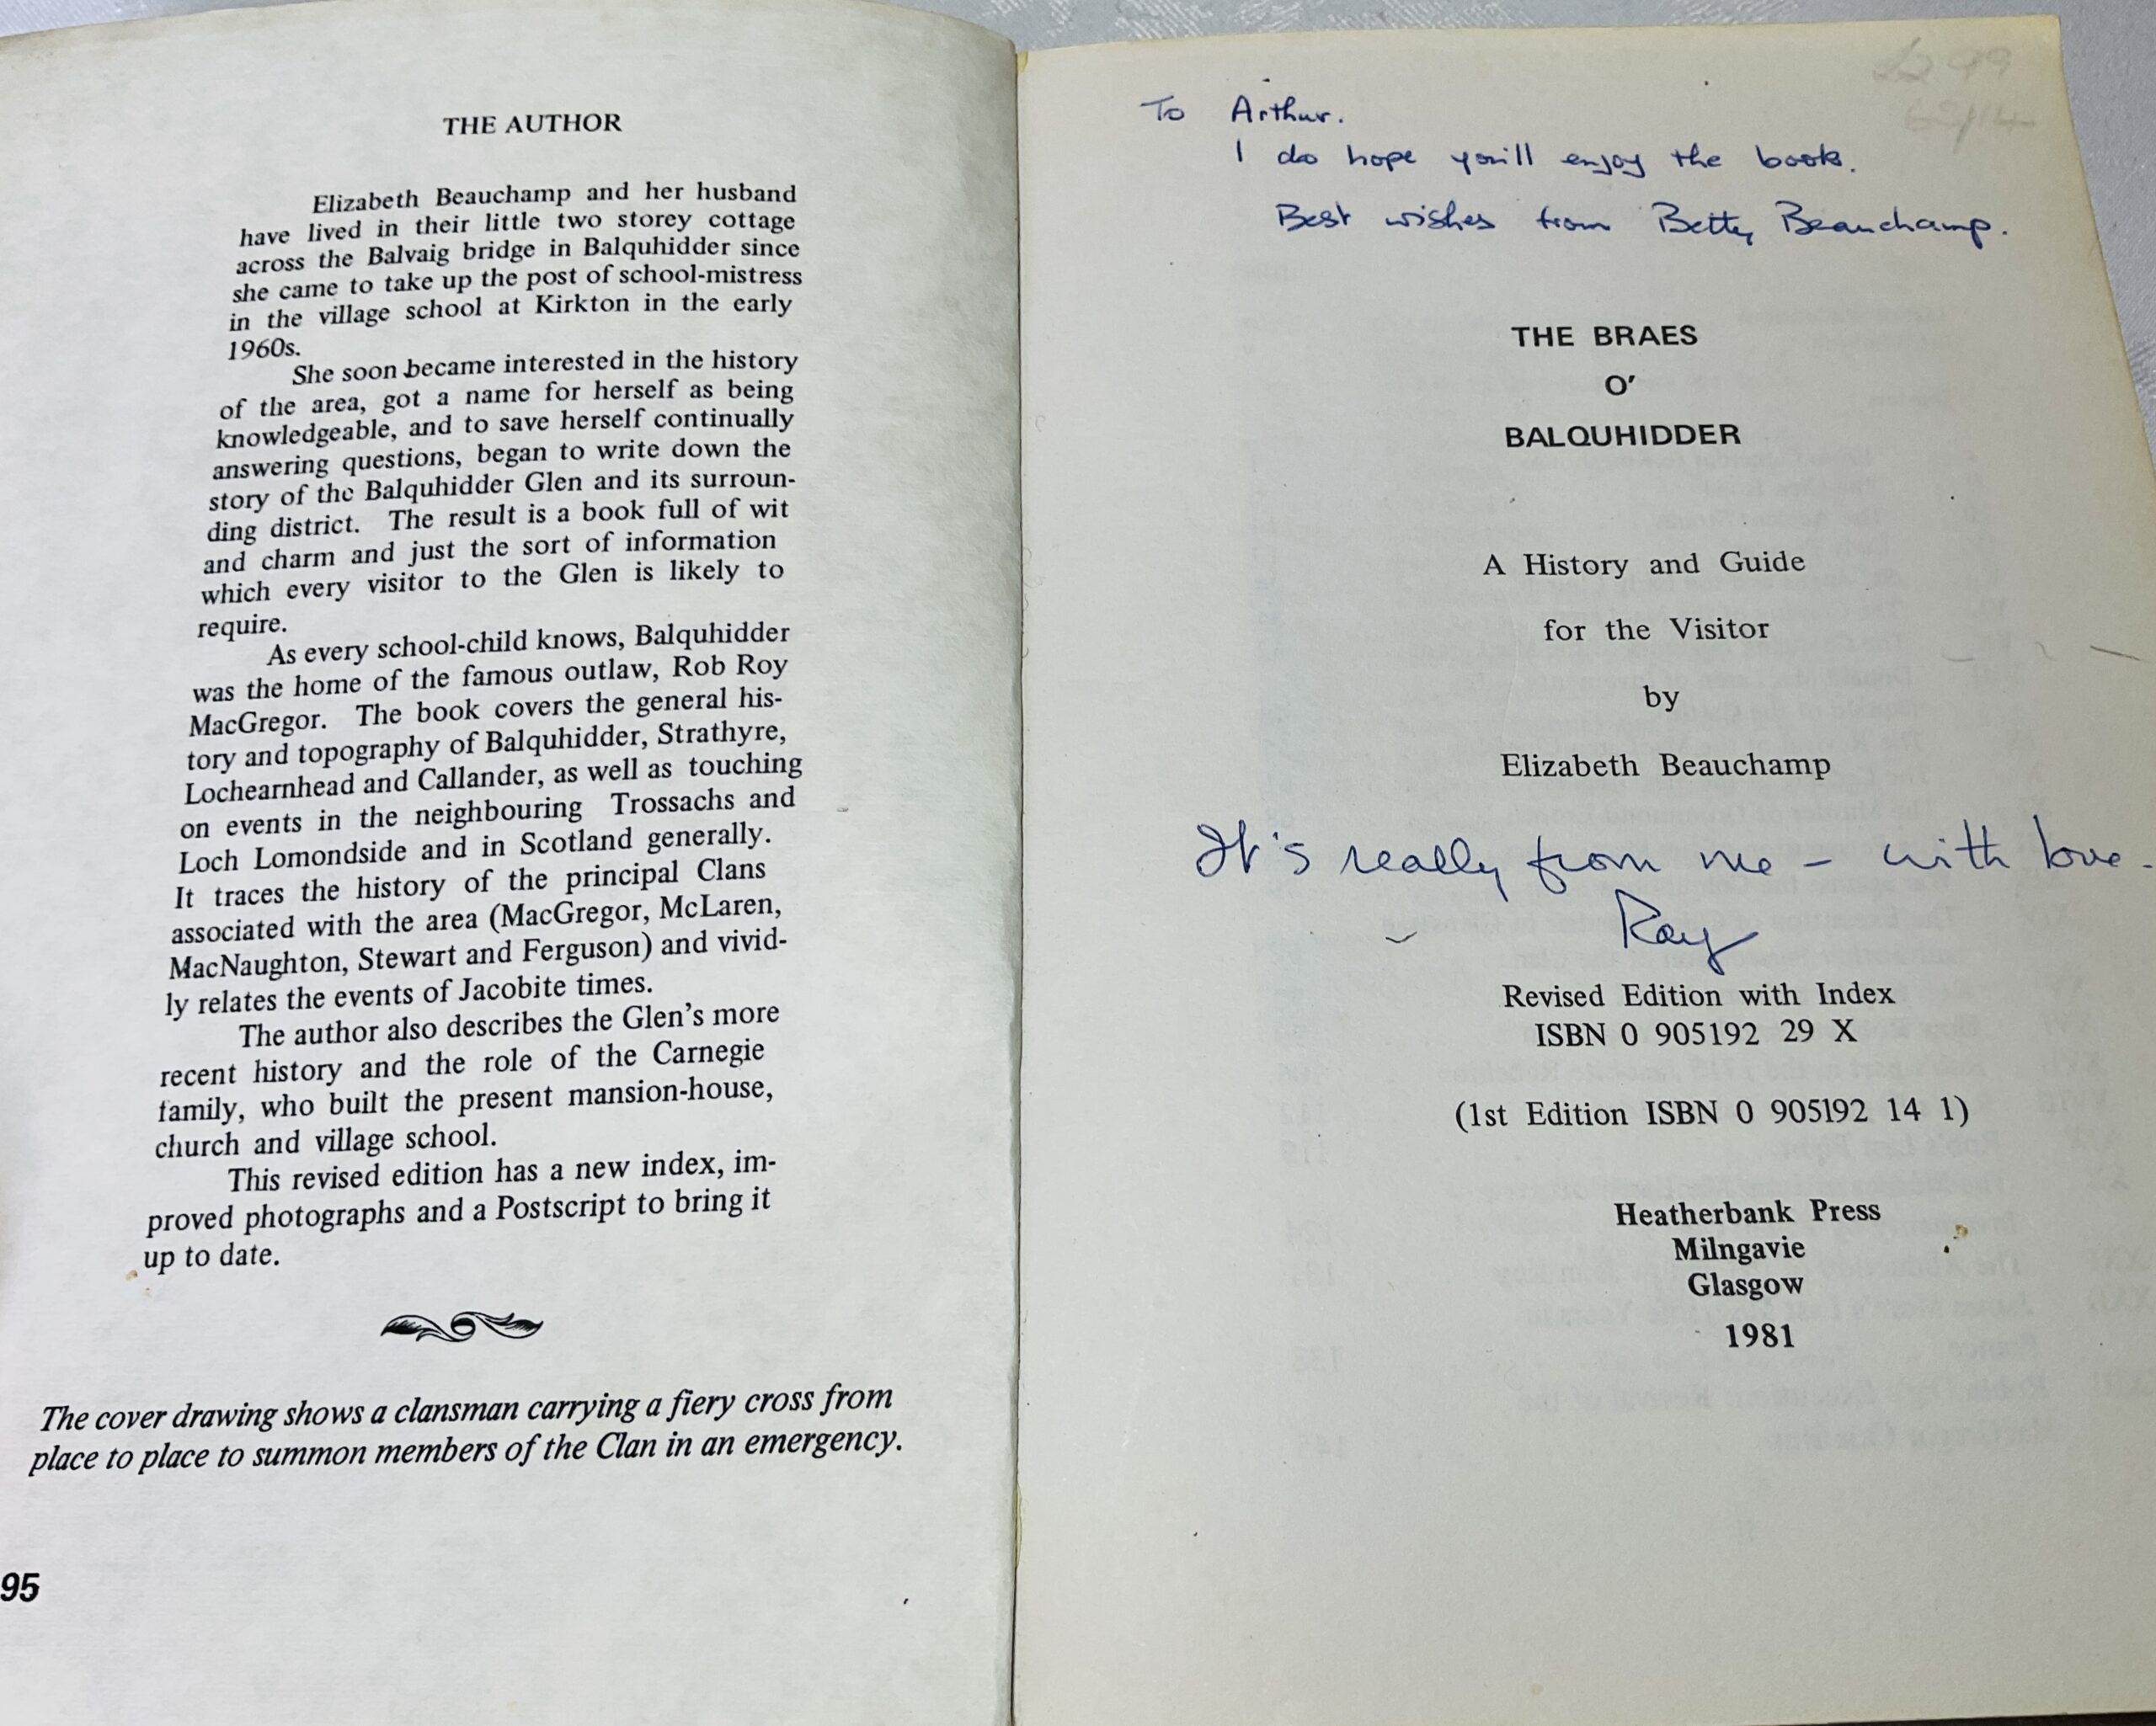 THE AUTHOR
Elizabeth Beauchamp and her husband
have lived in their little two storey cottage
across the Balvaig bridge in Balquhidder since
she came to take up the post of school-mistress
in the village school at Kirkton in the early
1960s.
She soon became interested in the history
of the area, got a name for herself as being
knowledgeable, and to save herself continually
answering questions, began to write down the
story of the Balquhidder Glen and its surroun-
ding district. The result is a book full of wit
and charm and just the sort of information
which every visitor to the Glen is likely to
require.
As every school-child knows, Balquhidder
was the home of the famous outlaw, Rob Roy
MacGregor. The book covers the general his-
tory and topography of Balquhidder, Strathyre,
Lochearnhead and Callander, as well as touching
on events in the neighbouring Trossachs and
Loch Lomondside and in Scotland generally.
It traces the history of the principal Clans
associated with the area (MacGregor, McLaren,
MacNaughton, Stewart and Ferguson) and vivid-
ly relates the events of Jacobite times.
The author also describes the Glen's more
recent history and the role of the Carnegie
family, who built the present mansion-house,
church and village school.
This revised edition has a new index, im-
proved photographs and a Postscript to bring it
up to date.
The cover drawing shows a clansman carrying a fiery cross from
place to place to summon members of the Clan in an emergency.
95
To Arthur.
I do hope you'll enjoy the book.
Best wishes from Betty Beauchamp.
THE BRAES
O'
BALQUHIDDER
A History and Guide
for the Visitor
by
Elizabeth Beauchamp
It's really from me - with love.
Ray
Revised Edition with Index
ISBN 0 905192 29 X
(1st Edition ISBN 0 905192 14 1)
Heatherbank Press
Milngavie
Glasgow
1981